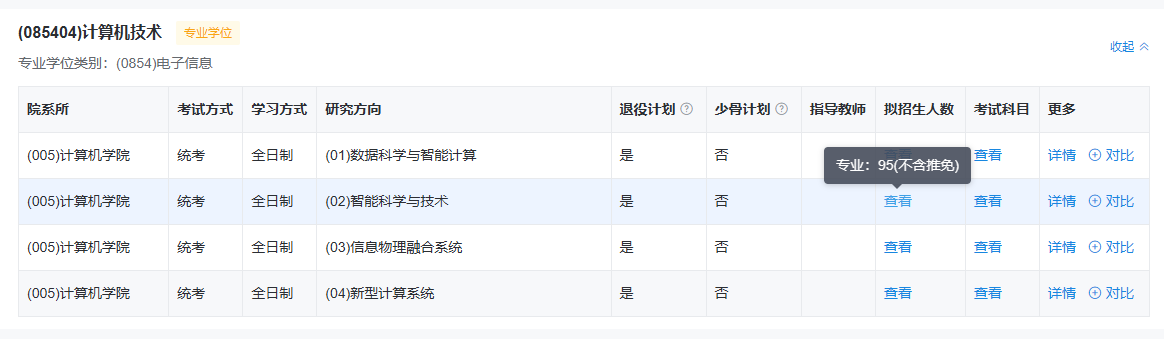 (085404)计算机技术 专业学位
专业学位类别：(0854)电子信息
收起
院系所 考试方式 学习方式 研究方向 退役计划 ? 少骨计划 ? 指导教师 拟招生人数 考试科目 更多
(005)计算机学院 统考 全日制 (01)数据科学与智能计算 是 否 查看 详情 对比
专业：95(不含推免)
(005)计算机学院 统考 全日制 (02)智能科学与技术 是 否 查看 查看 详情 对比
(005)计算机学院 统考 全日制 (03)信息物理融合系统 是 否 查看 查看 详情 对比
(005)计算机学院 统考 全日制 (04)新型计算系统 是 否 查看 查看 详情 对比